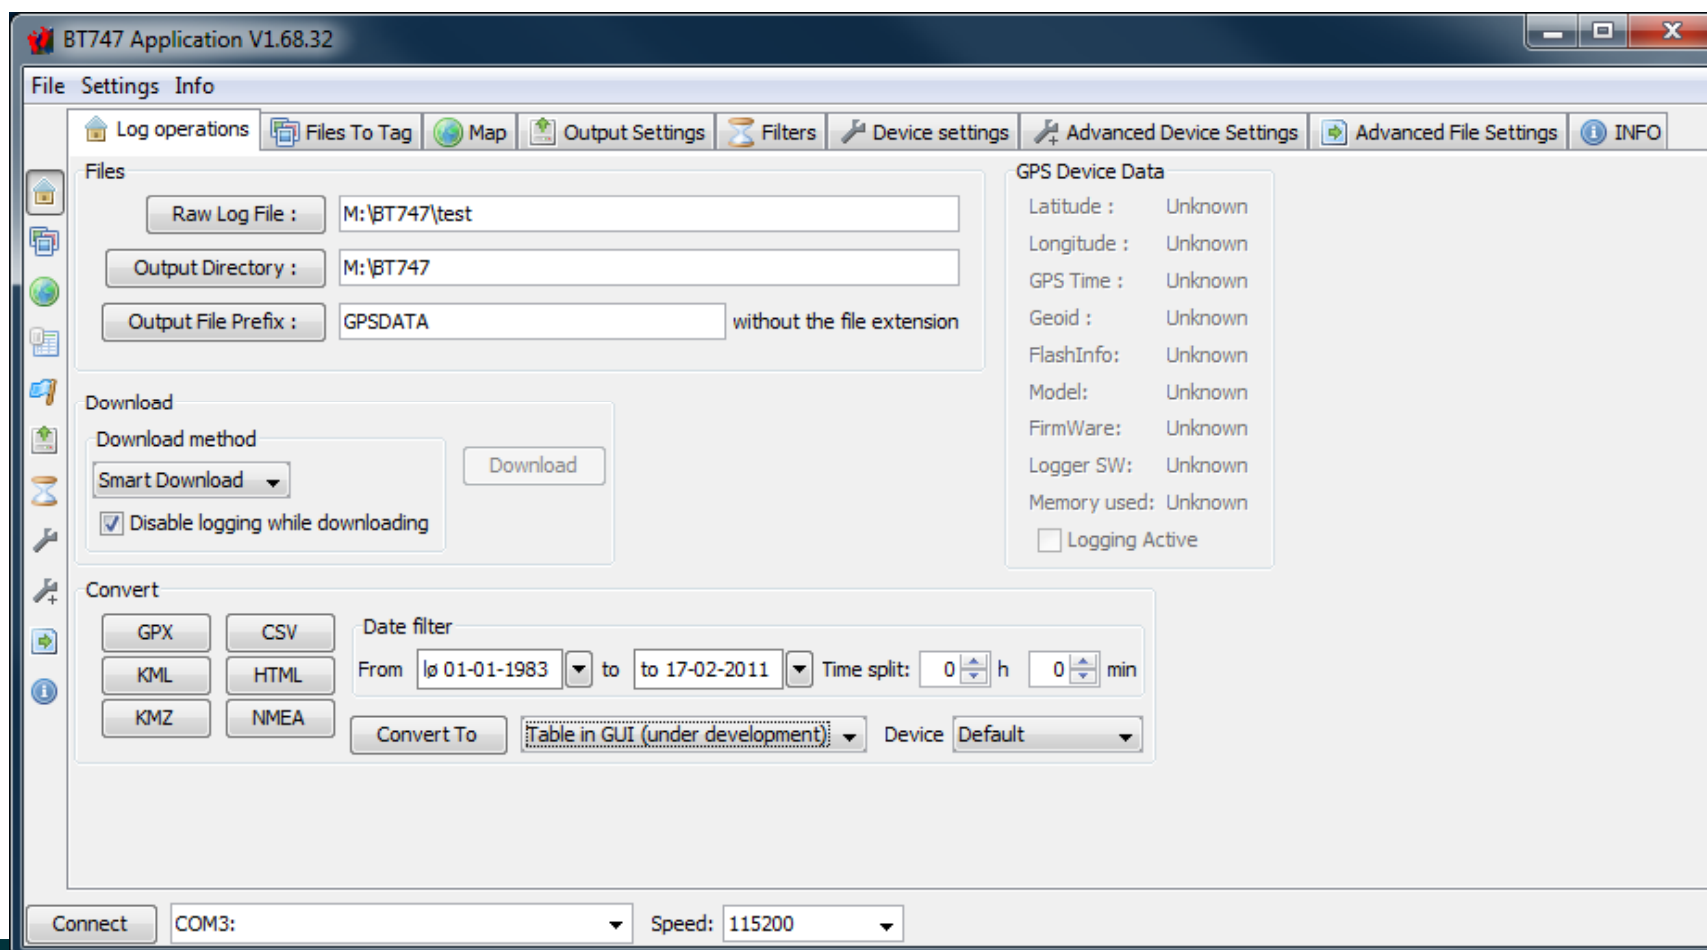 BT747 Application V1.68.32
File Settings Info
Log operations Files To Tag Map Output Settings Filters Device settings Advanced Device Settings Advanced File Settings INFO
Files
Raw Log File : M:\BT747\test
Output Directory : M:\BT747
Output File Prefix : GPSDATA without the file extension
GPS Device Data
Latitude : Unknown
Longitude : Unknown
GPS Time : Unknown
Geoid : Unknown
FlashInfo: Unknown
Model: Unknown
FirmWare: Unknown
Logger SW: Unknown
Memory used: Unknown
Logging Active
Download
Download method
Smart Download
Download
Disable logging while downloading
Convert
GPX CSV
KML HTML
KMZ NMEA
Date filter
From lø 01-01-1983 to to 17-02-2011 Time split: 0 h 0 min
Convert To Table in GUI (under development) Device Default
Connect COM3: Speed: 115200